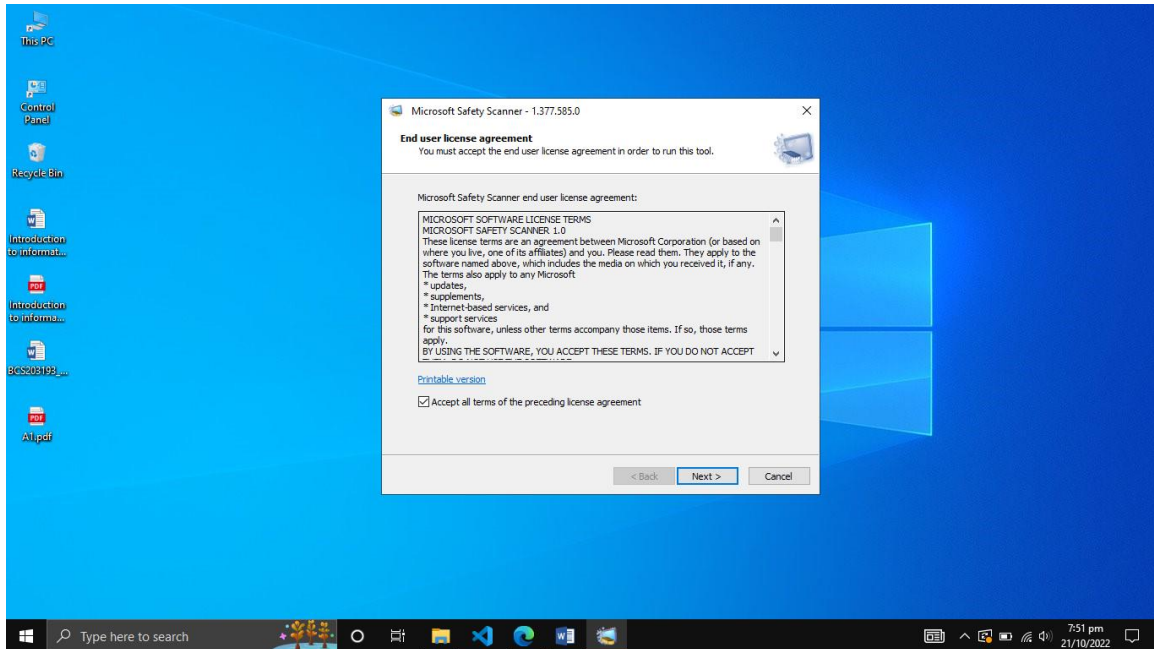 This PC
Control
Panel
Recycle Bin
Introduction
to informat...
Introduction
to informa...
BCS203193_...
A1.pdf
Microsoft Safety Scanner - 1.377.585.0
End user license agreement
You must accept the end user license agreement in order to run this tool.
Microsoft Safety Scanner end user license agreement:
MICROSOFT SOFTWARE LICENSE TERMS
MICROSOFT SAFETY SCANNER 1.0
These license terms are an agreement between Microsoft Corporation (or based on
where you live, one of its affiliates) and you. Please read them. They apply to the
software named above, which includes the media on which you received it, if any.
The terms also apply to any Microsoft
* updates,
* supplements,
* Internet-based services, and
* support services
for this software, unless other terms accompany those items. If so, those terms
apply.
BY USING THE SOFTWARE, YOU ACCEPT THESE TERMS. IF YOU DO NOT ACCEPT
Printable version
Accept all terms of the preceding license agreement
< Back
Next >
Cancel
Type here to search
7:51 pm
21/10/2022